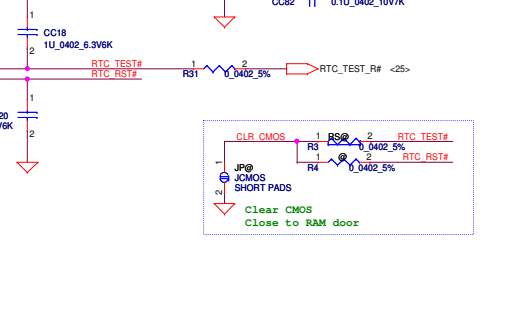 CC82
0.1U_0402_10V7K
1
CC18
2
1U_0402_6.3V6K
RTC_TEST#
RTC_RST#
1
2
R31
0_0402_5%
RTC_TEST_R# <25>
1
20
V6K
2
CLR_CMOS
1
RS@
2
RTC_TEST#
R3
0_0402_5%
1
@
2
RTC_RST#
R4
0_0402_5%
1
JP@
JCMOS
SHORT PADS
2
Clear CMOS
Close to RAM door